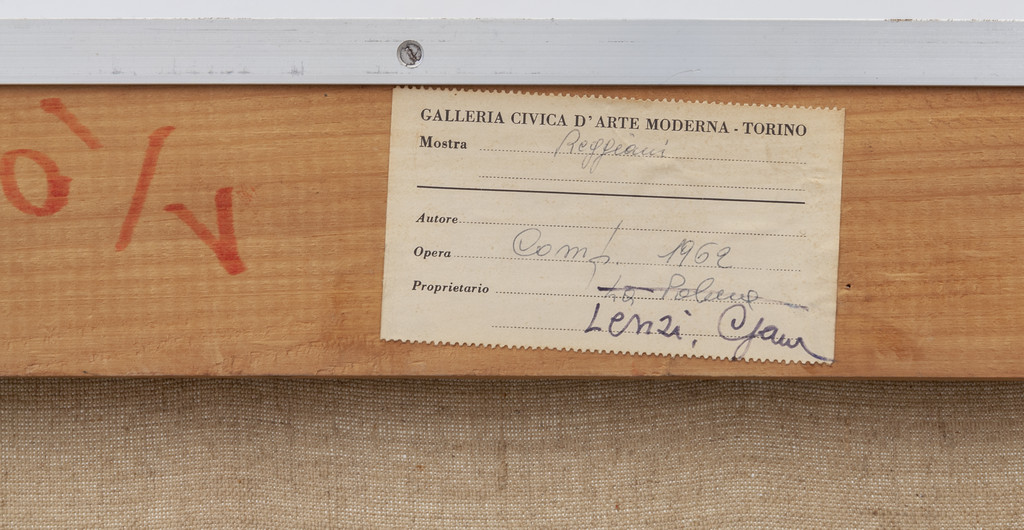 GALLERIA CIVICA D'ARTE MODERNA - TORINO
Mostra Reggiani
Autore
Opera Comp. 1962
Proprietario
Lenzi,